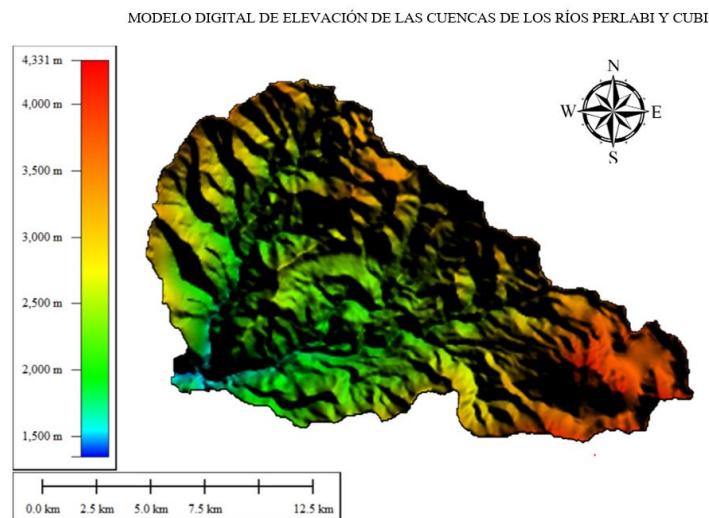 MODELO DIGITAL DE ELEVACIÓN DE LAS CUENCAS DE LOS RÍOS PERLABI Y CUBI
4,331 m
4,000 m
3,500 m
3,000 m
2,500 m
2,000 m
1,500 m
N
W E
S
0.0 km 2.5 km 5.0 km 7.5 km 12.5 km